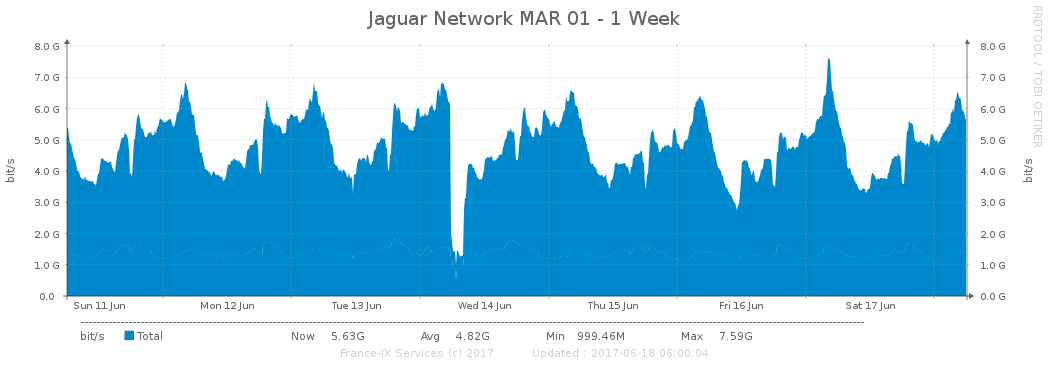 Jaguar Network MAR 01 - 1 Week
RRDTOOL / TOBI OETIKER
bit/s
8.0 G
7.0 G
6.0 G
5.0 G
4.0 G
3.0 G
2.0 G
1.0 G
0.0
8.0 G
7.0 G
6.0 G
5.0 G
4.0 G
3.0 G
2.0 G
1.0 G
0.0 G
bit/s
Sun 11 Jun Mon 12 Jun Tue 13 Jun Wed 14 Jun Thu 15 Jun Fri 16 Jun Sat 17 Jun
bit/s Total Now 5.63G Avg 4.82G Min 999.46M Max 7.59G
France-IX Services (c) 2017 Updated : 2017-06-18 06:00:04